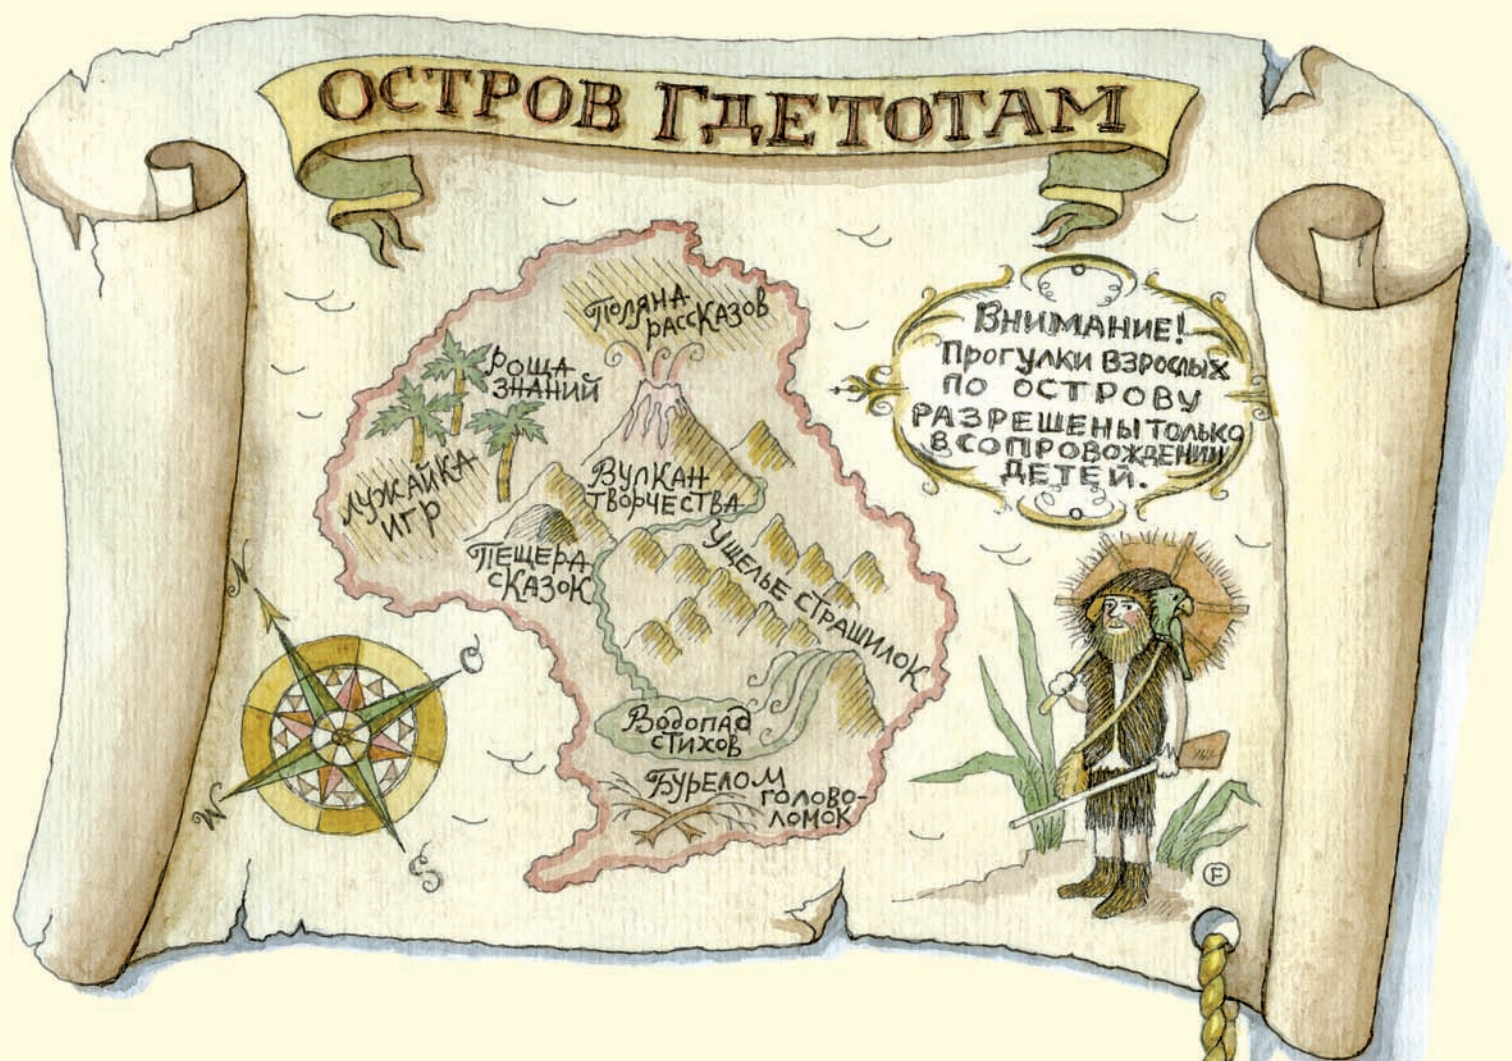 ОСТРОВ ГДЕТОТАМ
ПОЛЯНА
РАССКАЗОВ
РОЩА
ЗНАНИЙ
ЛУЖАЙКА
ИГР
ВУЛКАН
ТВОРЧЕСТВА
ПЕЩЕРА
СКАЗОК
УЩЕЛЬЕ СТРАШИЛОК
ВОДОПАД
СТИХОВ
БУРЕЛОМ
ГОЛОВО-
ЛОМОК
ВНИМАНИЕ!
ПРОГУЛКИ ВЗРОСЛЫХ
ПО ОСТРОВУ
РАЗРЕШЕНЫ ТОЛЬКО
В СОПРОВОЖДЕНИИ
ДЕТЕЙ.
N
O
W
S
F